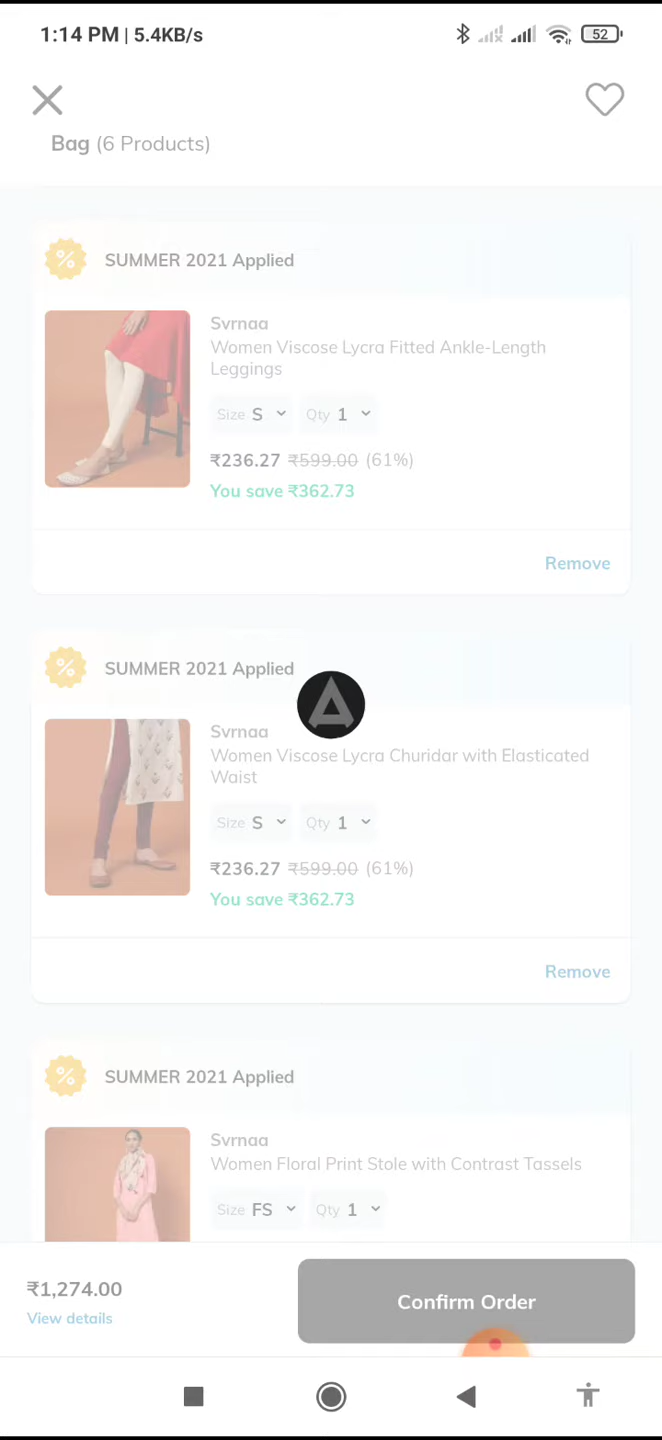 1:14 PM | 5.4KB/s
52
Bag (6 Products)
SUMMER 2021 Applied
Svrnaa
Women Viscose Lycra Fitted Ankle-Length
Leggings
Size S Qty 1
₹236.27 ₹599.00 (61%)
You save ₹362.73
Remove
SUMMER 2021 Applied
Svrnaa
Women Viscose Lycra Churidar with Elasticated
Waist
Size S Qty 1
₹236.27 ₹599.00 (61%)
You save ₹362.73
Remove
SUMMER 2021 Applied
Svrnaa
Women Floral Print Stole with Contrast Tassels
Size FS Qty 1
₹1,274.00
View details
Confirm Order